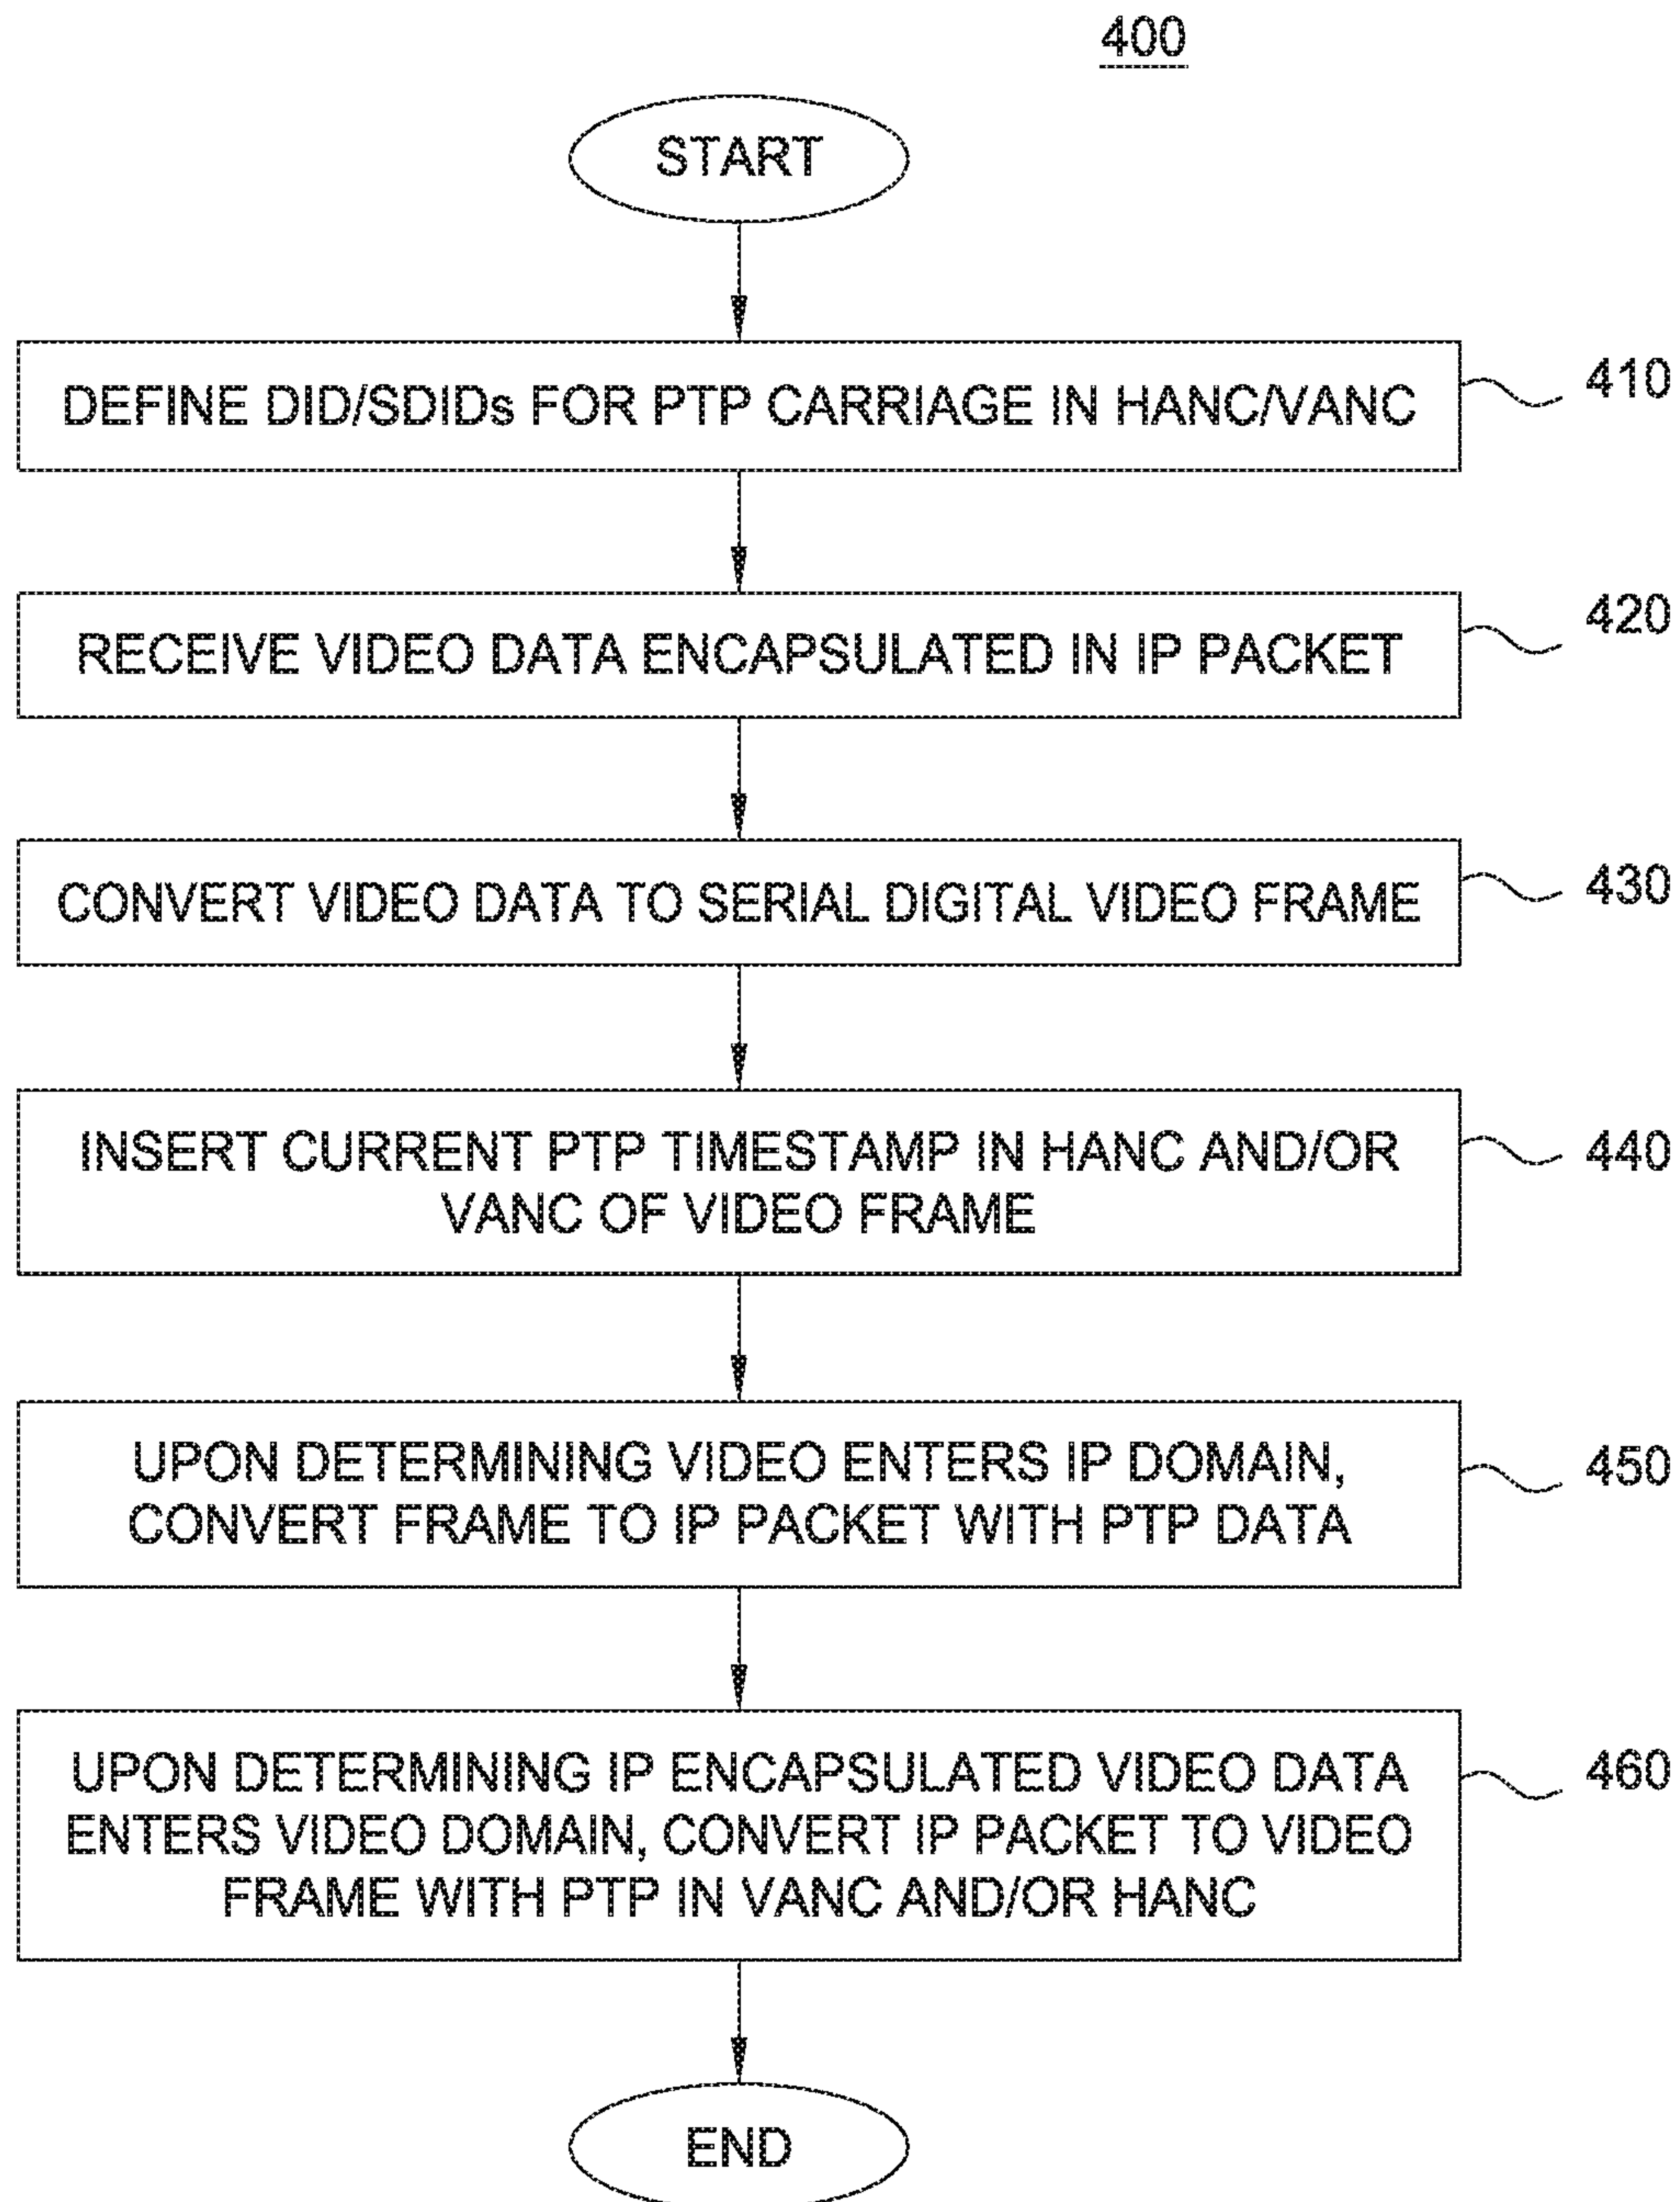 400
START
DEFINE DID/SDIDs FOR PTP CARRIAGE IN HANC/VANC
410
RECEIVE VIDEO DATA ENCAPSULATED IN IP PACKET
420
CONVERT VIDEO DATA TO SERIAL DIGITAL VIDEO FRAME
430
INSERT CURRENT PTP TIMESTAMP IN HANC AND/OR
VANC OF VIDEO FRAME
440
UPON DETERMINING VIDEO ENTERS IP DOMAIN,
CONVERT FRAME TO IP PACKET WITH PTP DATA
450
UPON DETERMINING IP ENCAPSULATED VIDEO DATA
ENTERS VIDEO DOMAIN, CONVERT IP PACKET TO VIDEO
FRAME WITH PTP IN VANC AND/OR HANC
460
END